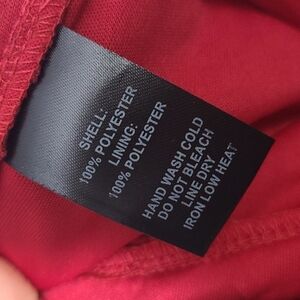 SHELL:
100% POLYESTER
LINING:
100% POLYESTER
HAND WASH COLD
DO NOT BLEACH
LINE DRY
IRON LOW HEAT